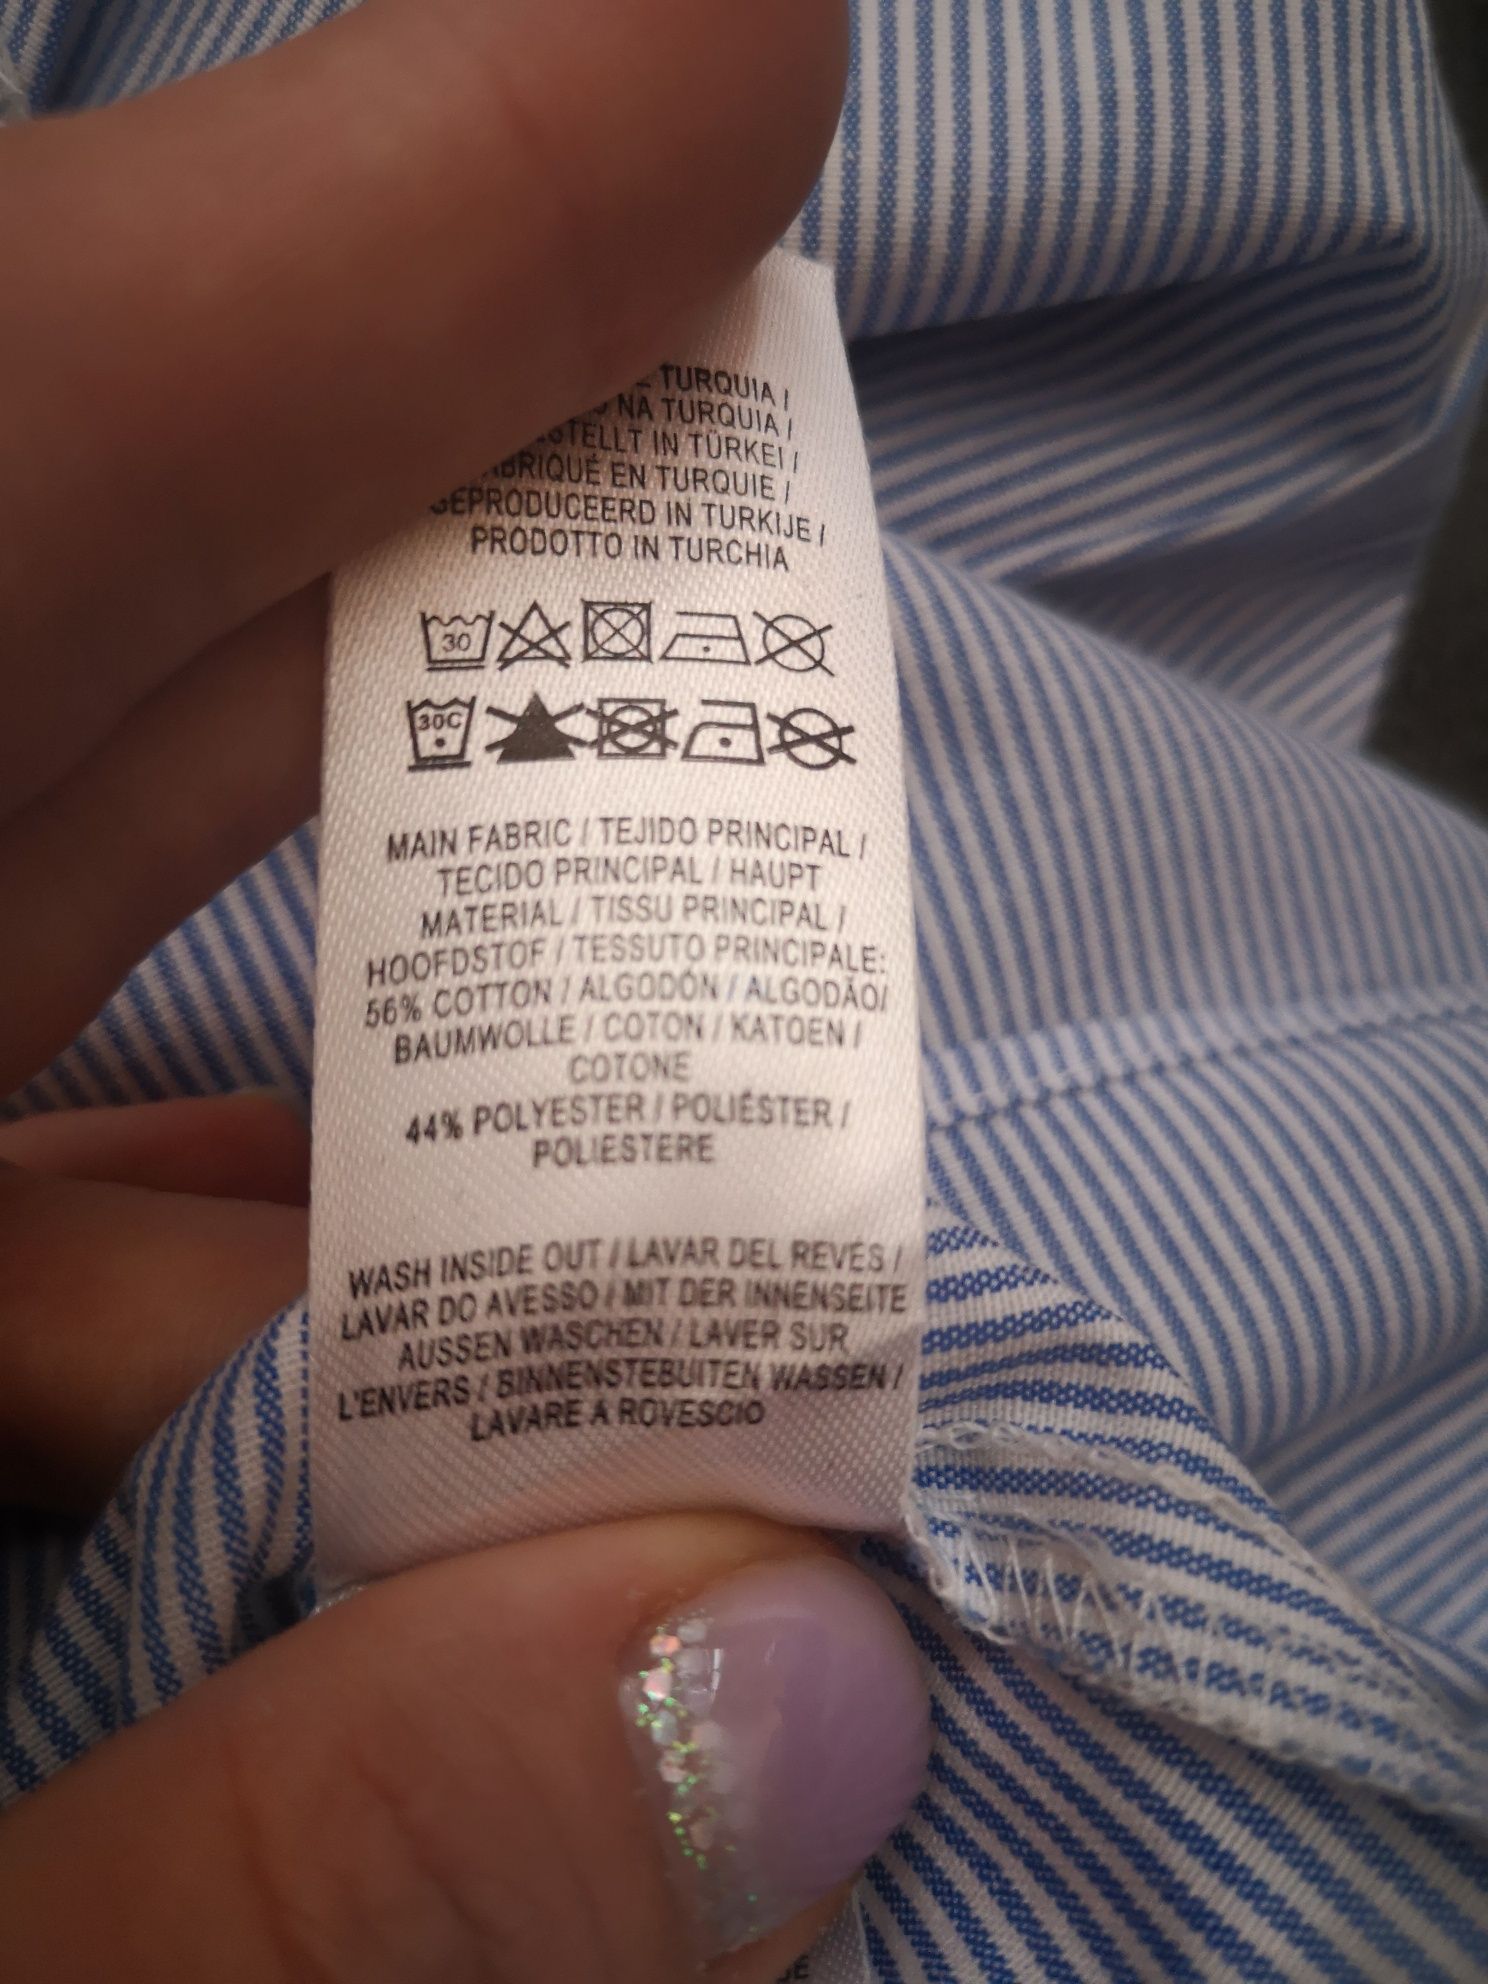 TURQUIA /
NA TURQUIA /
IN TÜRKEI /
EN TURQUIE /
GEPRODUCEERD IN TURKIJE /
PRODOTTO IN TURCHIA
30
30C
MAIN FABRIC / TEJIDO PRINCIPAL /
TECIDO PRINCIPAL / HAUPT
MATERIAL / TISSU PRINCIPAL /
HOOFDSTOF / TESSUTO PRINCIPALE:
56% COTTON / ALGODÓN / ALGODÃO/
BAUMWOLLE / COTON / KATOEN /
COTONE
44% POLYESTER / POLIÉSTER /
POLIESTERE
WASH INSIDE OUT / LAVAR DEL REVÉS /
LAVAR DO AVESSO / MIT DER INNENSEITE
AUSSEN WASCHEN / LAVER SUR
L'ENVERS / BINNENSTEBUITEN WASSEN /
LAVARE A ROVESCIO